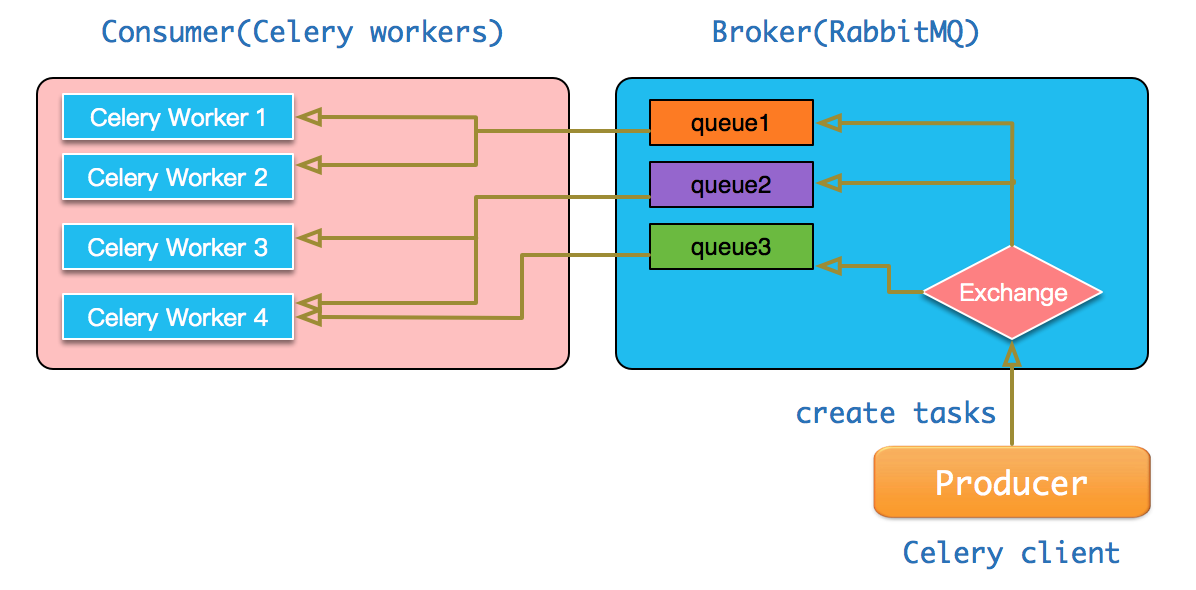 Consumer(Celery workers)
Broker(RabbitMQ)
Celery Worker 1
Celery Worker 2
Celery Worker 3
Celery Worker 4
queue1
queue2
queue3
Exchange
create tasks
Producer
Celery client